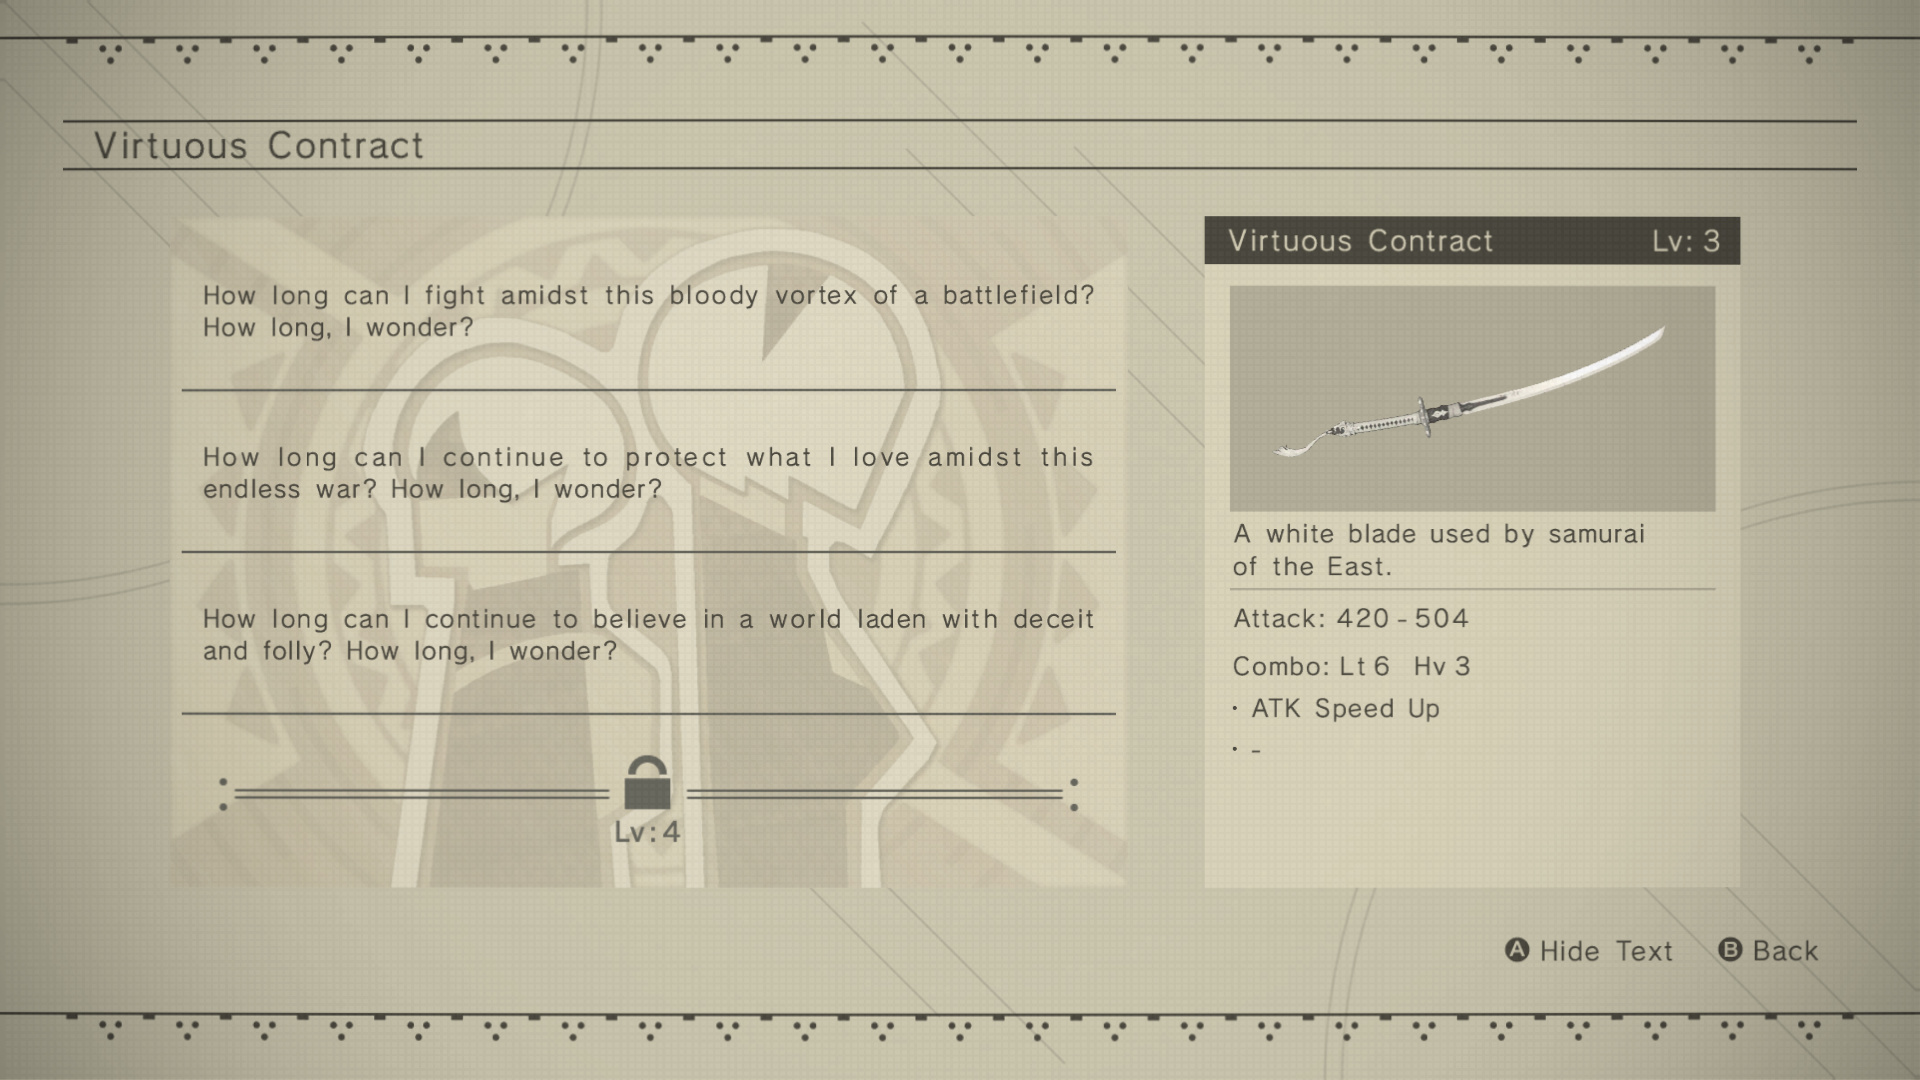 Virtuous Contract
How long can I fight amidst this bloody vortex of a battlefield?
How long, I wonder?
How long can I continue to protect what I love amidst this
endless war? How long, I wonder?
How long can I continue to believe in a world laden with deceit
and folly? How long, I wonder?
Lv: 4
Virtuous Contract Lv: 3
A white blade used by samurai
of the East.
Attack: 420 - 504
Combo: Lt 6 Hv 3
· ATK Speed Up
· -
A Hide Text B Back